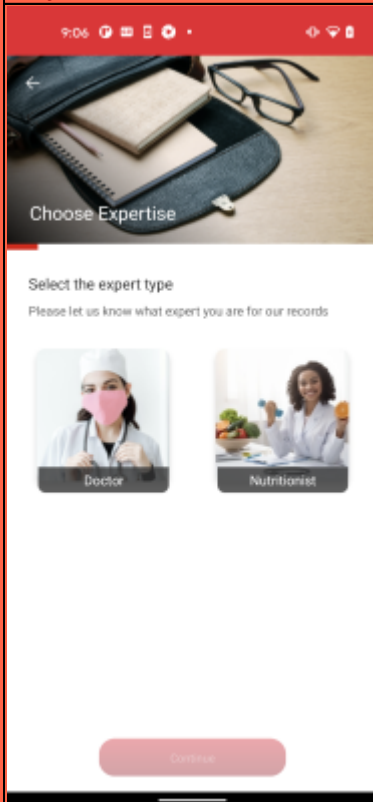 9:06
Choose Expertise
Select the expert type
Please let us know what expert you are for our records
Doctor
Nutritionist
Continue